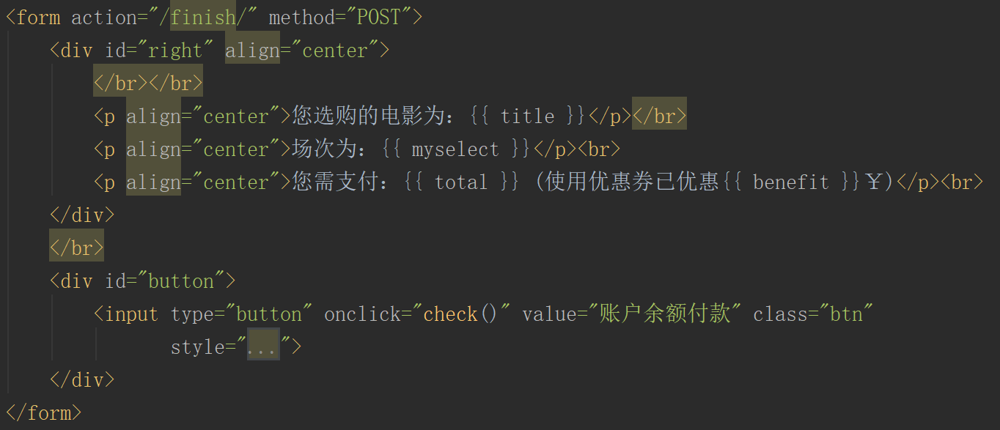 <form action="/finish/" method="POST">
<div id="right" align="center">
</br></br>
<p align="center">您选购的电影为：{{ title }}</p></br>
<p align="center">场次为：{{ myselect }}</p><br>
<p align="center">您需支付：{{ total }} (使用优惠券已优惠{{ benefit }}￥)</p><br>
</div>
</br>
<div id="button">
<input type="button" onclick="check()" value="账户余额付款" class="btn"
style="...">
</div>
</form>